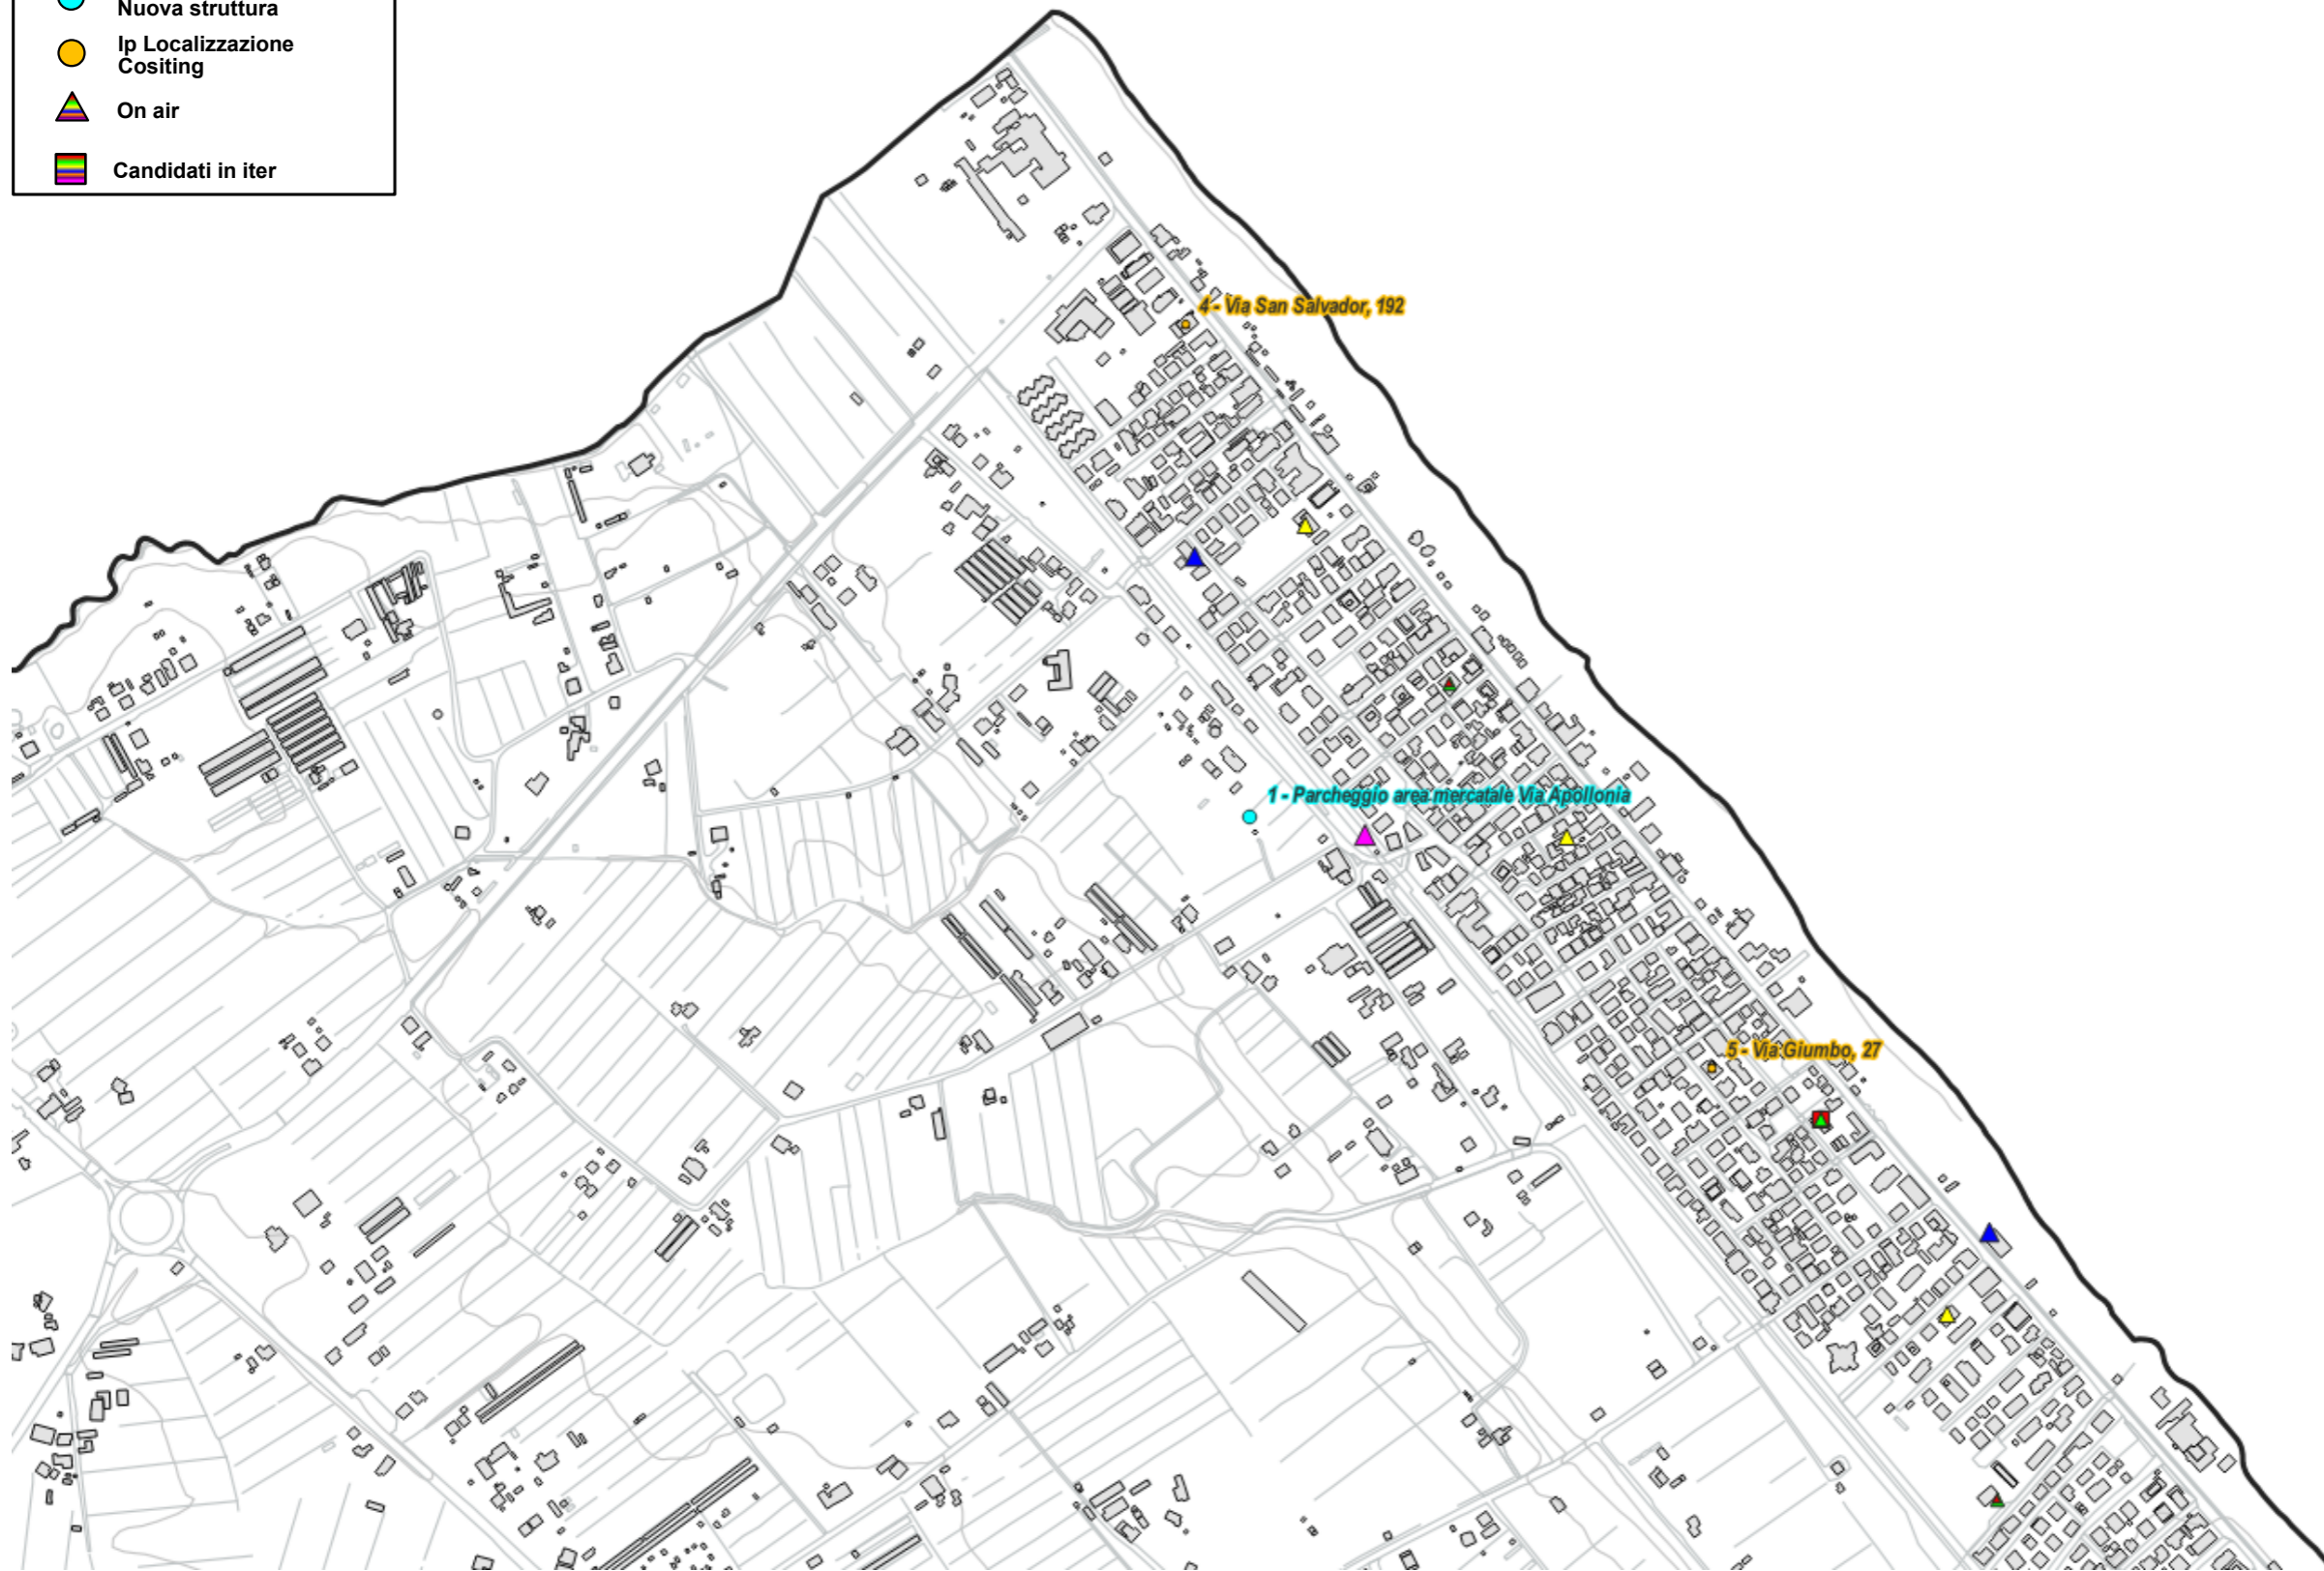 Nuova struttura
Ip Localizzazione
Cositing
On air
Candidati in iter
4 - Via San Salvador, 192
1 - Parcheggio area mercatale Via Apollonia
5 - Via Giumbo, 27